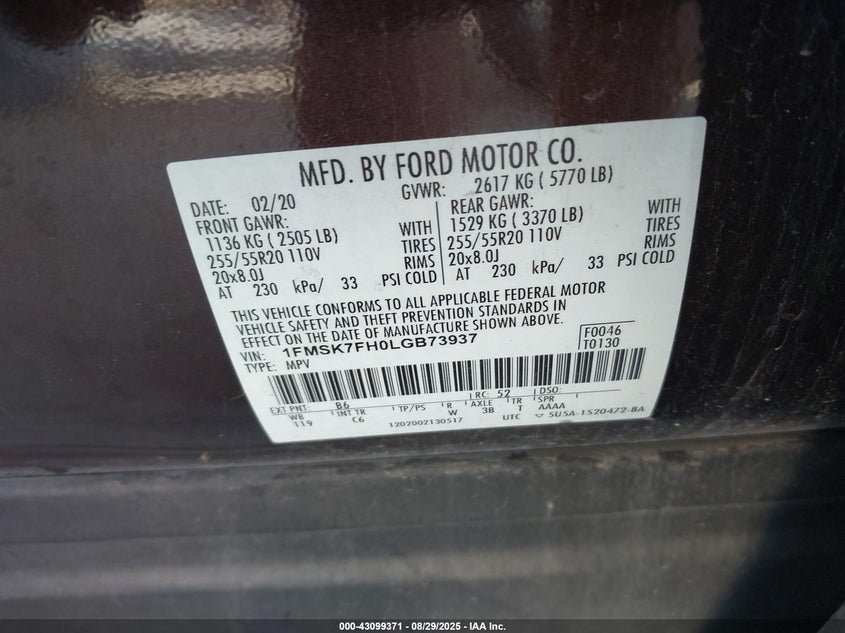 MFD. BY FORD MOTOR CO.
DATE: 02/20 GVWR: 2617 KG ( 5770 LB)
FRONT GAWR: REAR GAWR:
1136 KG ( 2505 LB) WITH 1529 KG ( 3370 LB) WITH
255/55R20 110V TIRES 255/55R20 110V TIRES
20x8.0J RIMS 20x8.0J RIMS
AT 230 kPa/ 33 PSI COLD AT 230 kPa/ 33 PSI COLD
THIS VEHICLE CONFORMS TO ALL APPLICABLE FEDERAL MOTOR
VEHICLE SAFETY AND THEFT PREVENTION STANDARDS IN
EFFECT ON THE DATE OF MANUFACTURE SHOWN ABOVE.
VIN: 1FMSK7FH0LGB73937 F0046
TYPE: MPV T0130
RC: 52 DSO:
EXT PNT: B6
WB INT TR TP/PS R AXLE TR SPR
119 C6 W 3B T AAAA
1202002130517 UTC ▽ 5U5A-1520472-BA
000-43099371 - 08/29/2025 - IAA Inc.